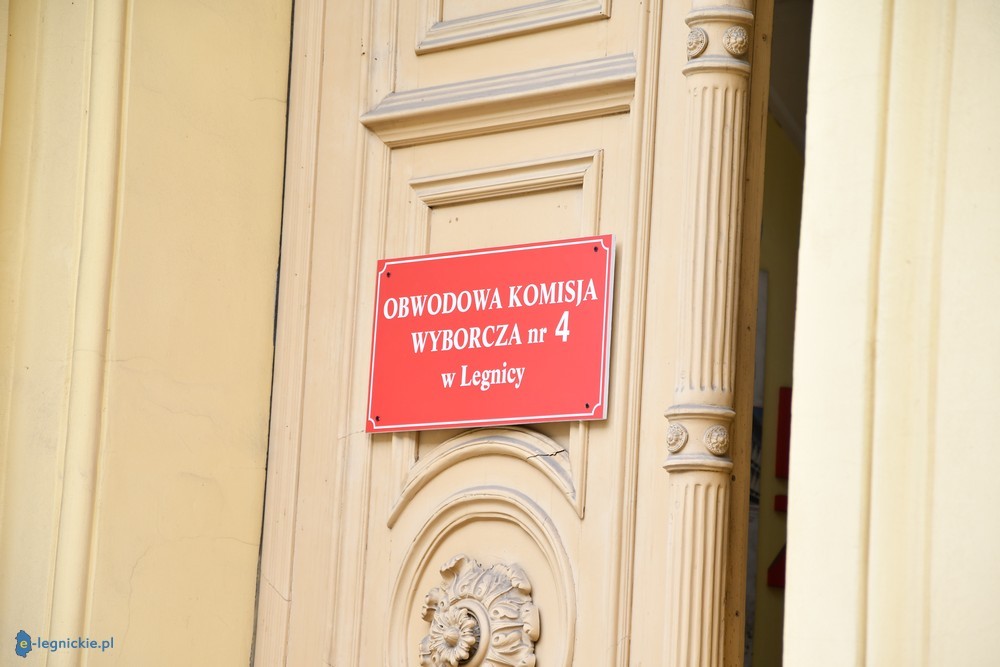 OBWODOWA KOMISJA
WYBORCZA nr 4
w Legnicy
e-legnickie.pl